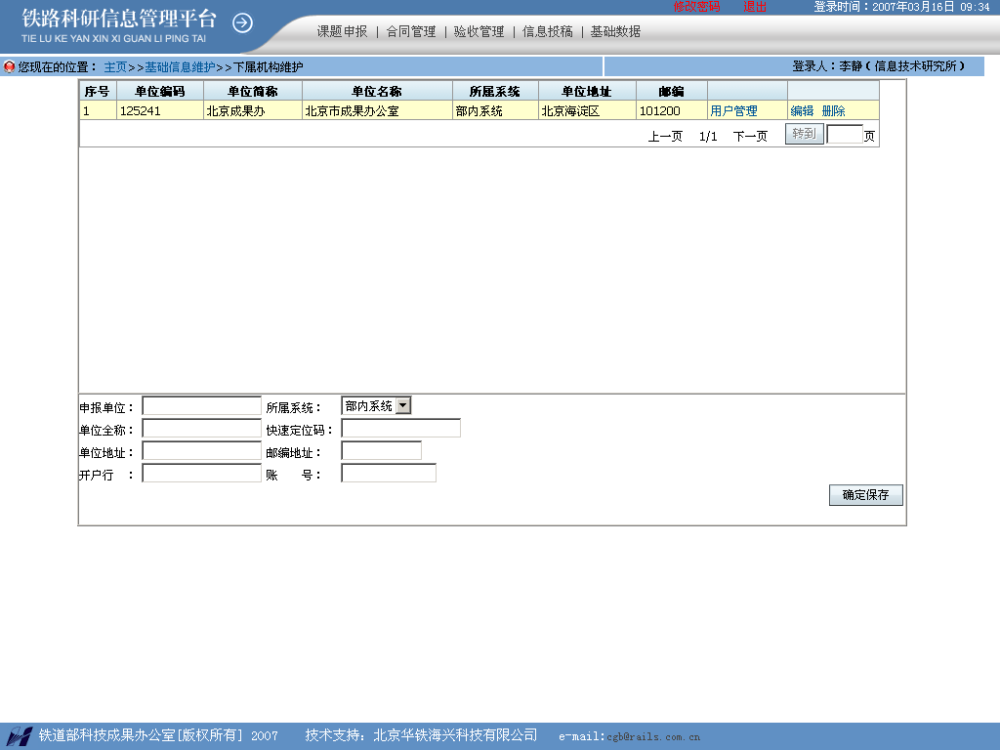 铁路科研信息管理平台
TIE LU KE YAN XIN XI GUAN LI PING TAI
修改密码 退出 登录时间：2007年03月16日 09:34
课题申报 | 合同管理 | 验收管理 | 信息投稿 | 基础数据
您现在的位置： 主页>>基础信息维护>>下属机构维护 登录人：李静（信息技术研究所）
序号 单位编码 单位简称 单位名称 所属系统 单位地址 邮编
1 125241 北京成果办 北京市成果办公室 部内系统 北京海淀区 101200 用户管理 编辑 删除
上一页 1/1 下一页 转到 页
申报单位： 所属系统： 部内系统
单位全称： 快速定位码：
单位地址： 邮编地址：
开户行 ： 账 号：
确定保存
铁道部科技成果办公室[版权所有] 2007 技术支持：北京华铁海兴科技有限公司 e-mail:cgb@rails.com.cn